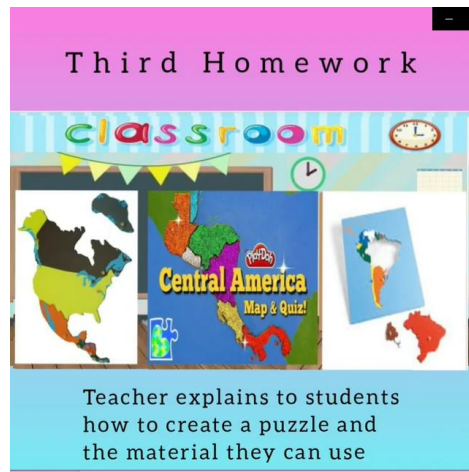 Third Homework
classroom
Play-Doh
Central America
Map & Quiz!
Teacher explains to students
how to create a puzzle and
the material they can use